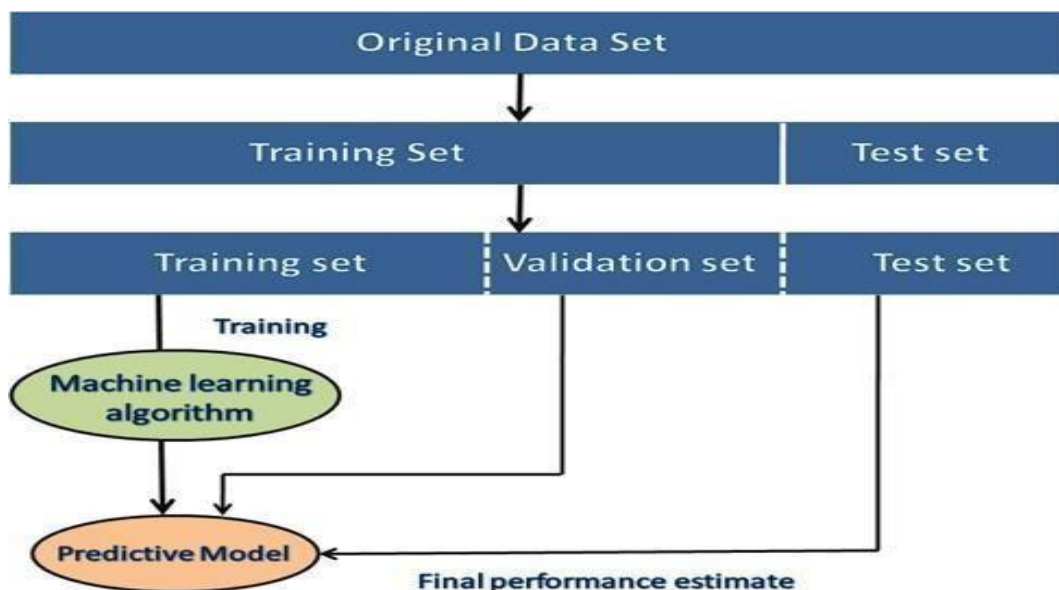 Original Data Set
Training Set
Test set
Training set
Validation set
Test set
Training
Machine learning
algorithm
Predictive Model
Final performance estimate